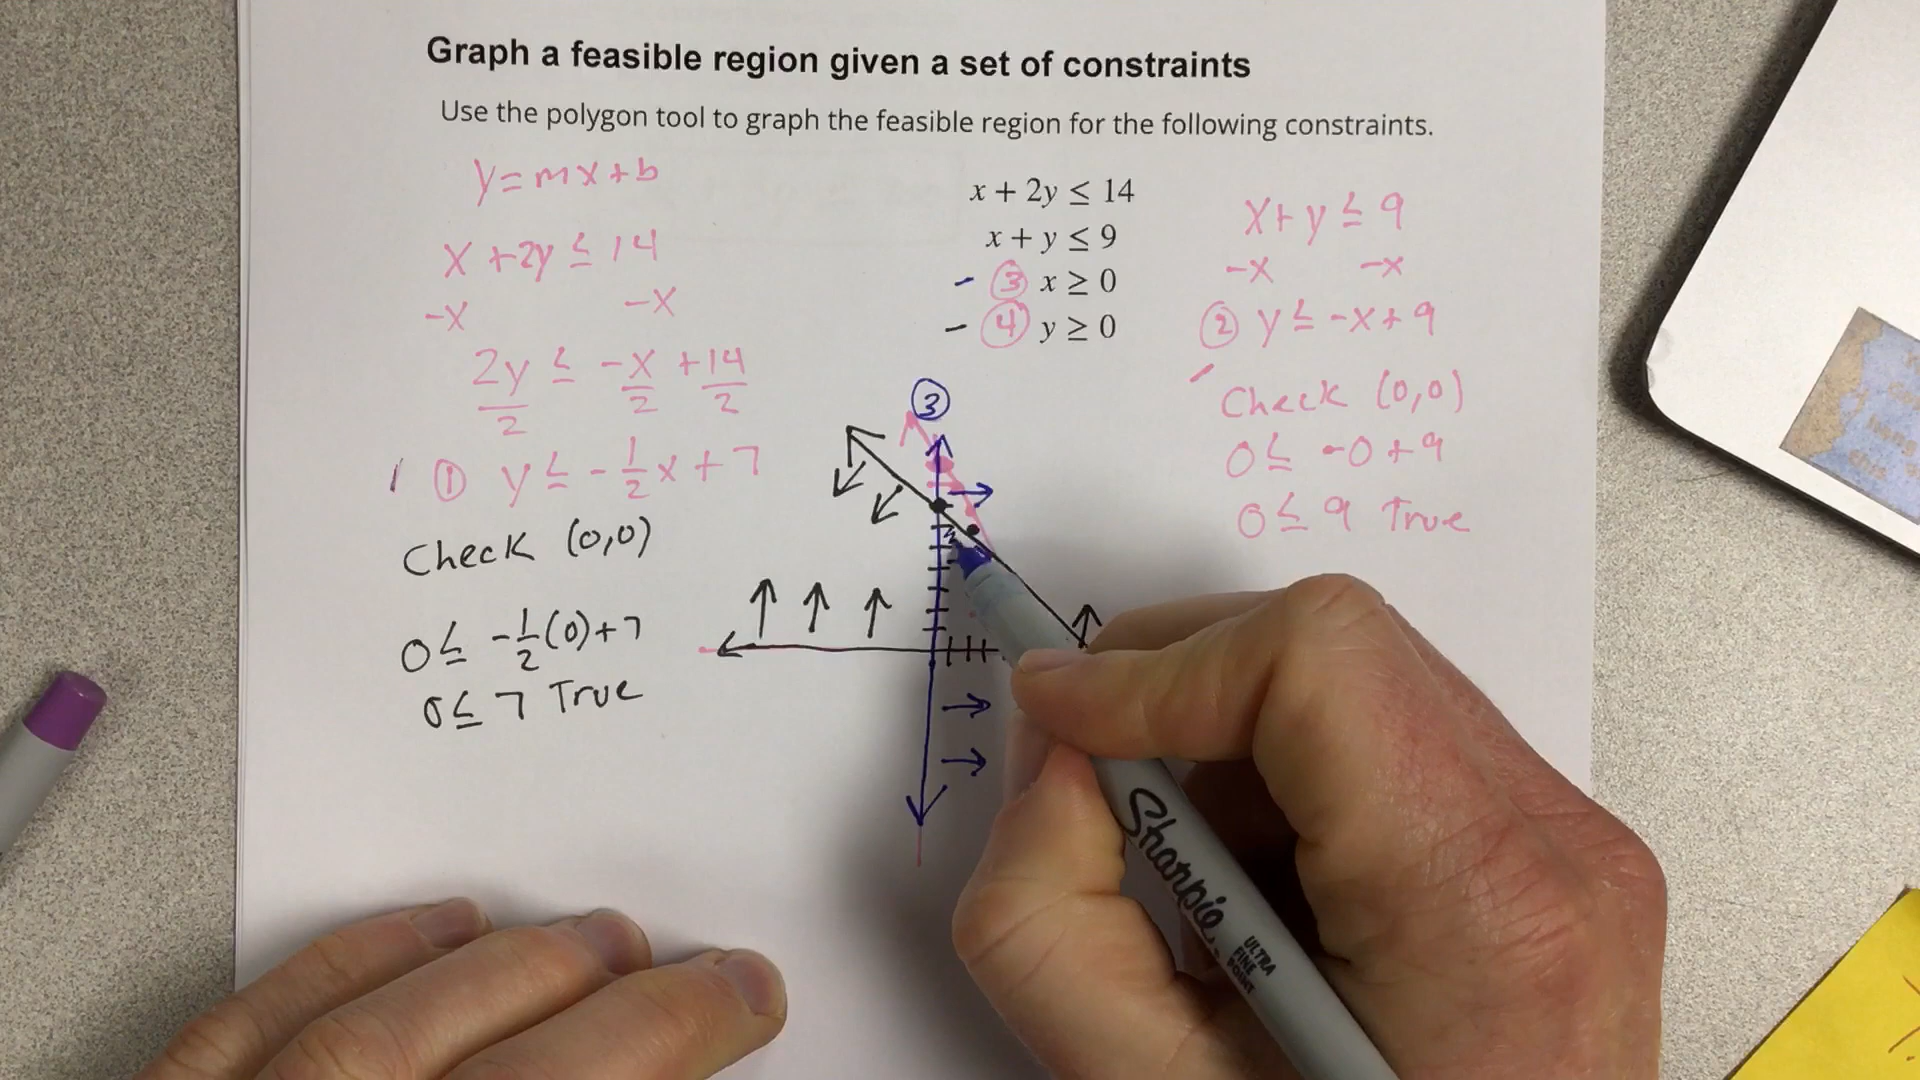 Graph a feasible region given a set of constraints
Use the polygon tool to graph the feasible region for the following constraints.
y=mx+b
x+2y≤14
-x -x
2y/2 ≤ -x/2 +14/2
① y≤-1/2x+7
Check (0,0)
0≤ -1/2(0)+7
0≤ 7 True
x + 2y ≤ 14
x + y ≤ 9
- ③ x ≥ 0
- ④ y ≥ 0
③
x+y≤9
-x -x
② y≤-x+9
Check (0,0)
0≤ -0+9
0≤9 True
Sharpie
ULTRA
FINE
POINT